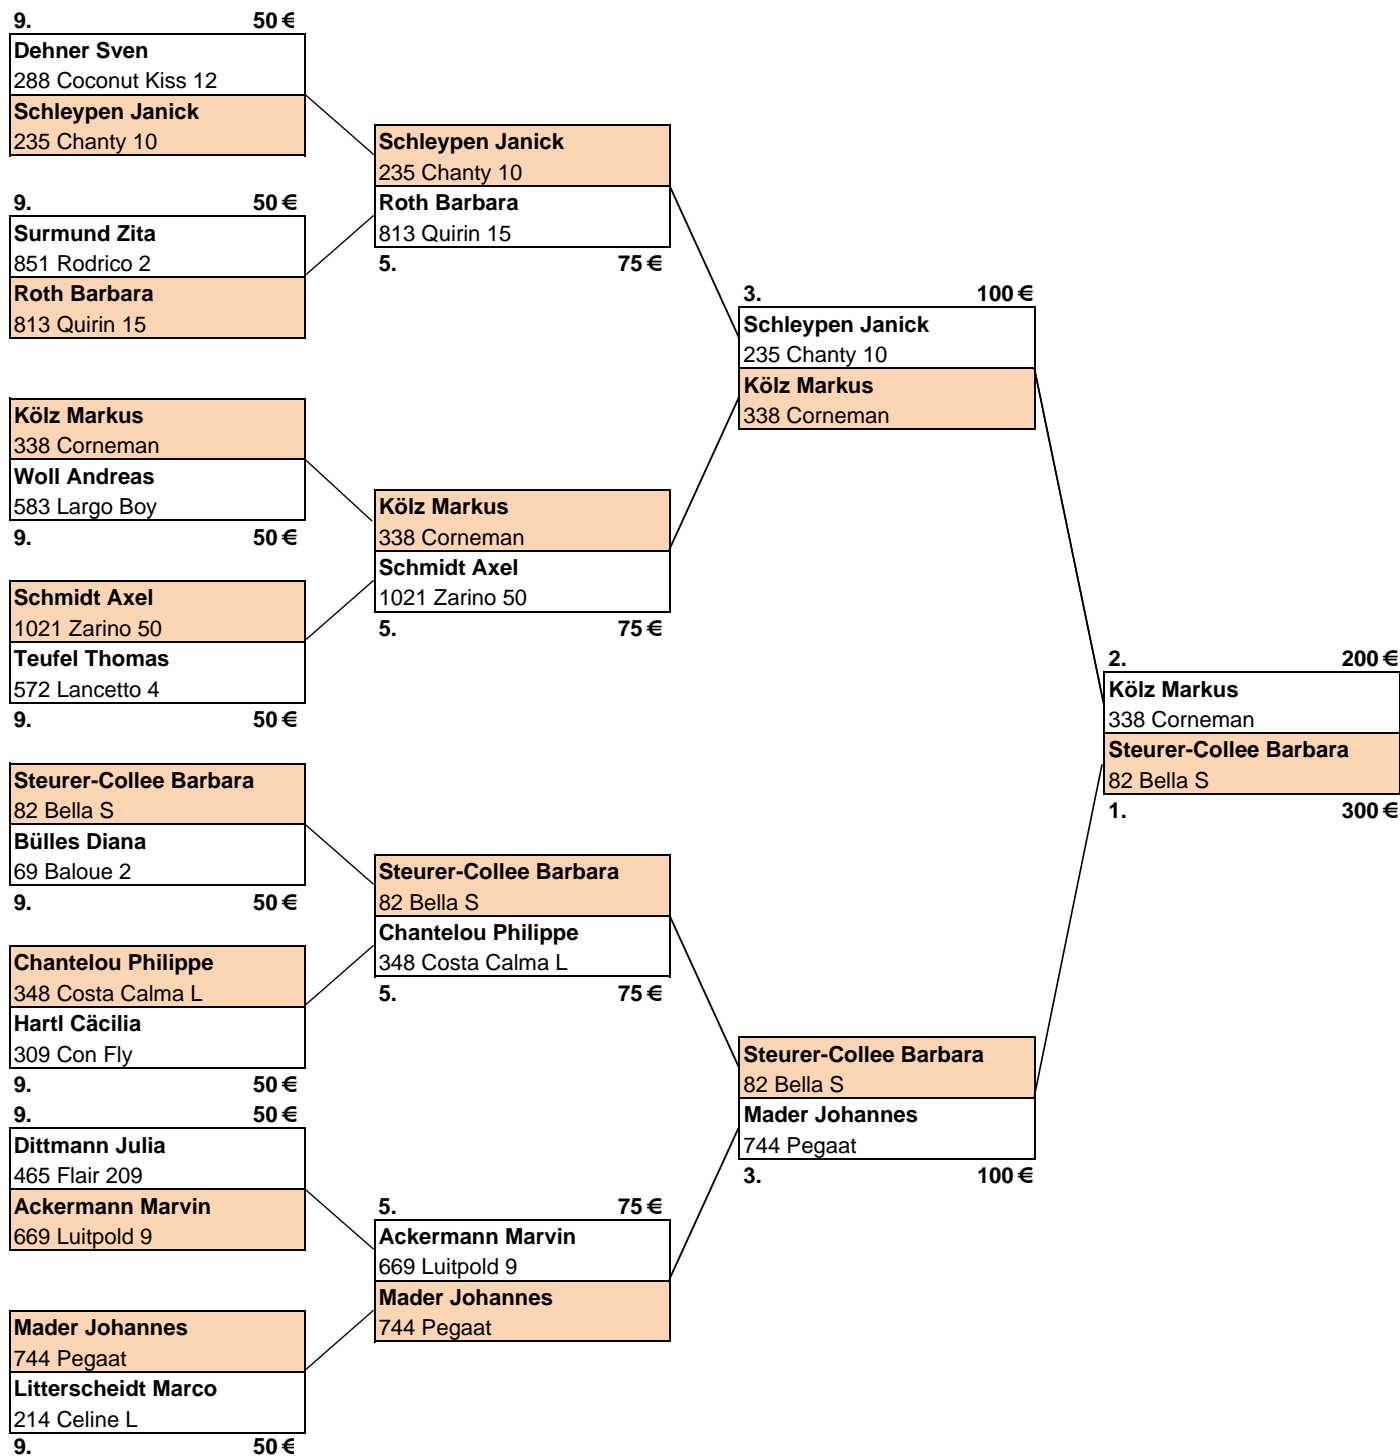 9. 50 €
Dehner Sven
288 Coconut Kiss 12
Schleypen Janick
235 Chanty 10
9. 50 €
Surmund Zita
851 Rodrico 2
Roth Barbara
813 Quirin 15
Kölz Markus
338 Corneman
Woll Andreas
583 Largo Boy
9. 50 €
Schmidt Axel
1021 Zarino 50
Teufel Thomas
572 Lancetto 4
9. 50 €
Steurer-Collee Barbara
82 Bella S
Bülles Diana
69 Baloue 2
9. 50 €
Chantelou Philippe
348 Costa Calma L
Hartl Cäcilia
309 Con Fly
9. 50 €
9. 50 €
Dittmann Julia
465 Flair 209
Ackermann Marvin
669 Luitpold 9
Mader Johannes
744 Pegaat
Litterscheidt Marco
214 Celine L
9. 50 €
Schleypen Janick
235 Chanty 10
Roth Barbara
813 Quirin 15
5. 75 €
Kölz Markus
338 Corneman
Schmidt Axel
1021 Zarino 50
5. 75 €
Steurer-Collee Barbara
82 Bella S
Chantelou Philippe
348 Costa Calma L
5. 75 €
5. 75 €
Ackermann Marvin
669 Luitpold 9
Mader Johannes
744 Pegaat
3. 100 €
Schleypen Janick
235 Chanty 10
Kölz Markus
338 Corneman
Steurer-Collee Barbara
82 Bella S
Mader Johannes
744 Pegaat
3. 100 €
2. 200 €
Kölz Markus
338 Corneman
Steurer-Collee Barbara
82 Bella S
1. 300 €